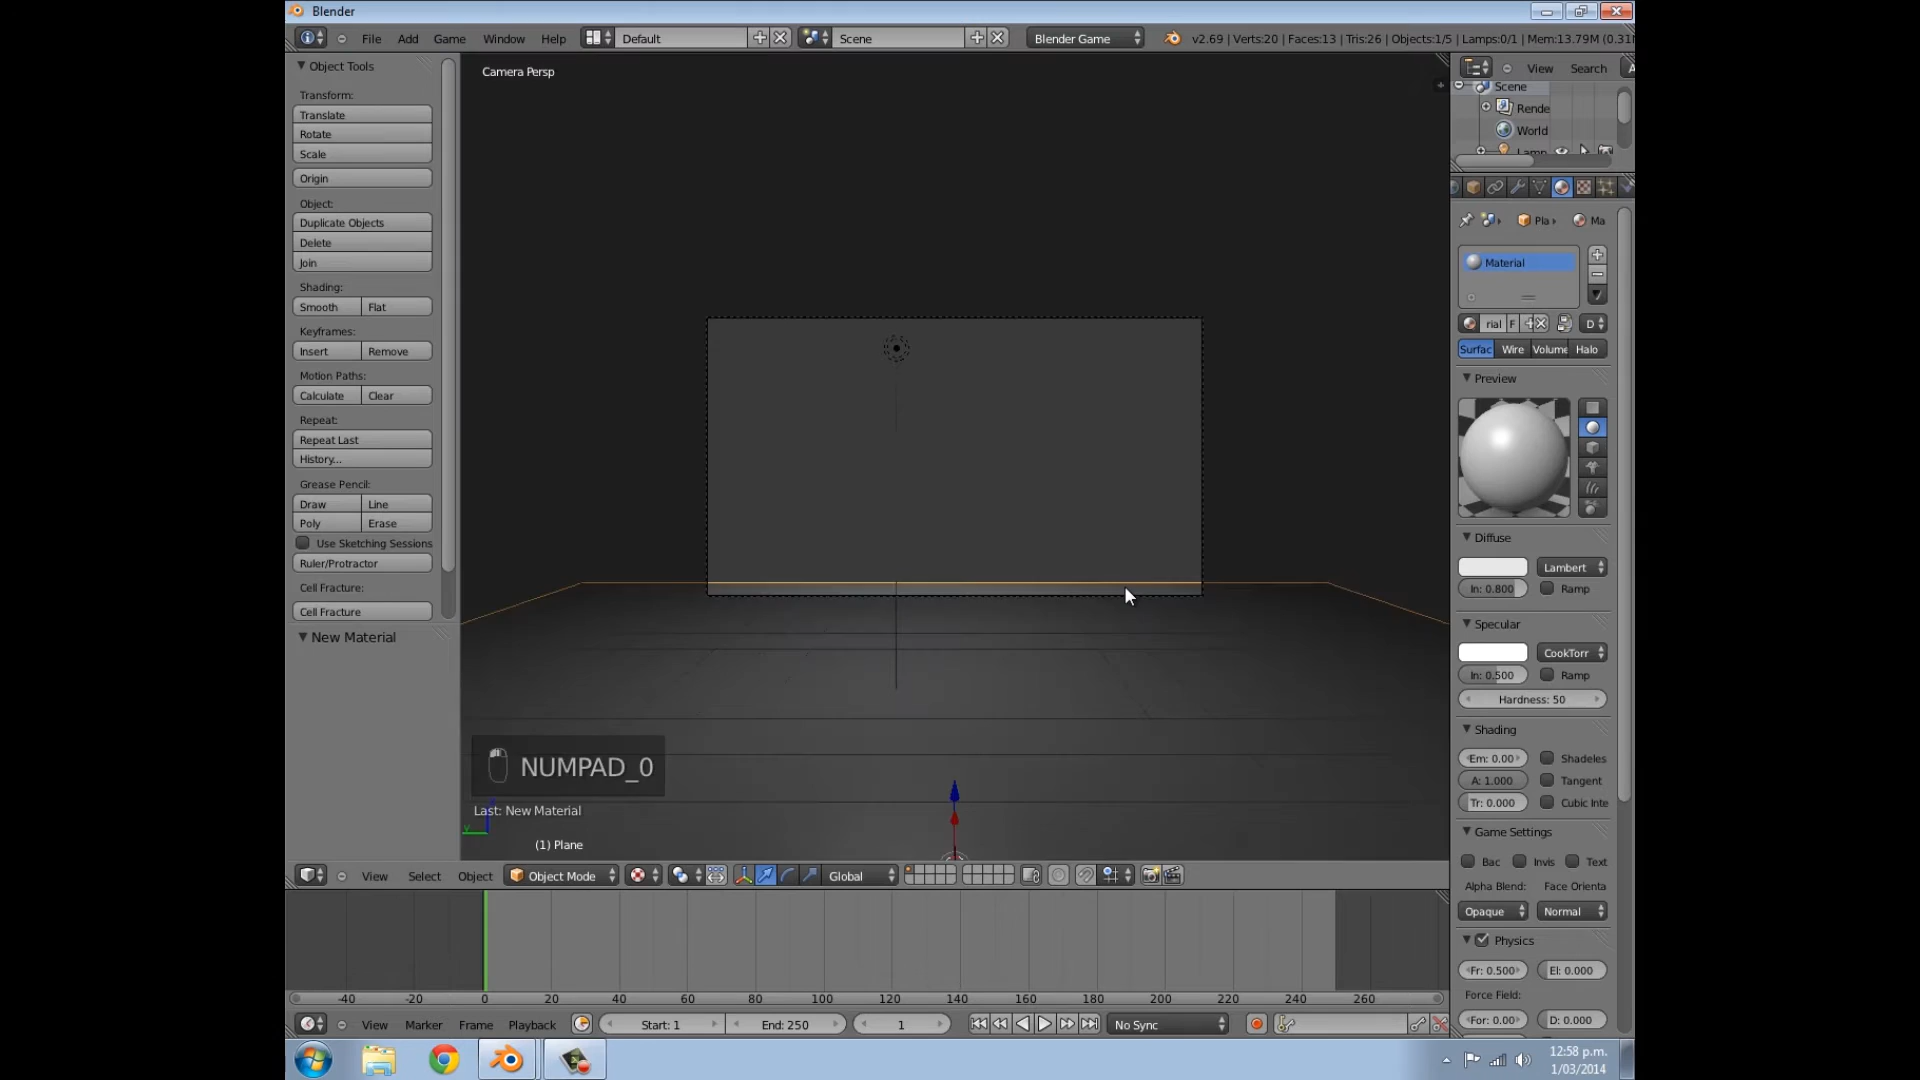 Blender
File Add Game Window Help Default Scene Blender Game v2.69 | Verts:20 | Faces:13 | Tris:26 | Objects:1/5 | Lamps:0/1 | Mem:13.79M (0.31
Object Tools
Transform:
Translate
Rotate
Scale
Origin
Object:
Duplicate Objects
Delete
Join
Shading:
Smooth Flat
Keyframes:
Insert Remove
Motion Paths:
Calculate Clear
Repeat:
Repeat Last
History...
Grease Pencil:
Draw Line
Poly Erase
Use Sketching Sessions
Ruler/Protractor
Cell Fracture:
Cell Fracture
New Material
Camera Persp
NUMPAD_0
Last: New Material
(1) Plane
View Select Object Object Mode Global
View Search
Scene
Rende
World
Lamp
Pla Ma
Material
rial F D
Surfac Wire Volume Halo
Preview
Diffuse
Lambert
In: 0.800 Ramp
Specular
CookTorr
In: 0.500 Ramp
Hardness: 50
Shading
Em: 0.00 Shadeles
A: 1.000 Tangent
Tr: 0.000 Cubic Inte
Game Settings
Bac Invis Text
Alpha Blend: Face Orienta
Opaque Normal
Physics
Fr: 0.500 El: 0.000
Force Field:
For: 0.00 D: 0.000
-40 -20 0 20 40 60 80 100 120 140 160 180 200 220 240 260
View Marker Frame Playback Start: 1 End: 250 1 No Sync
12:58 p.m.
1/03/2014